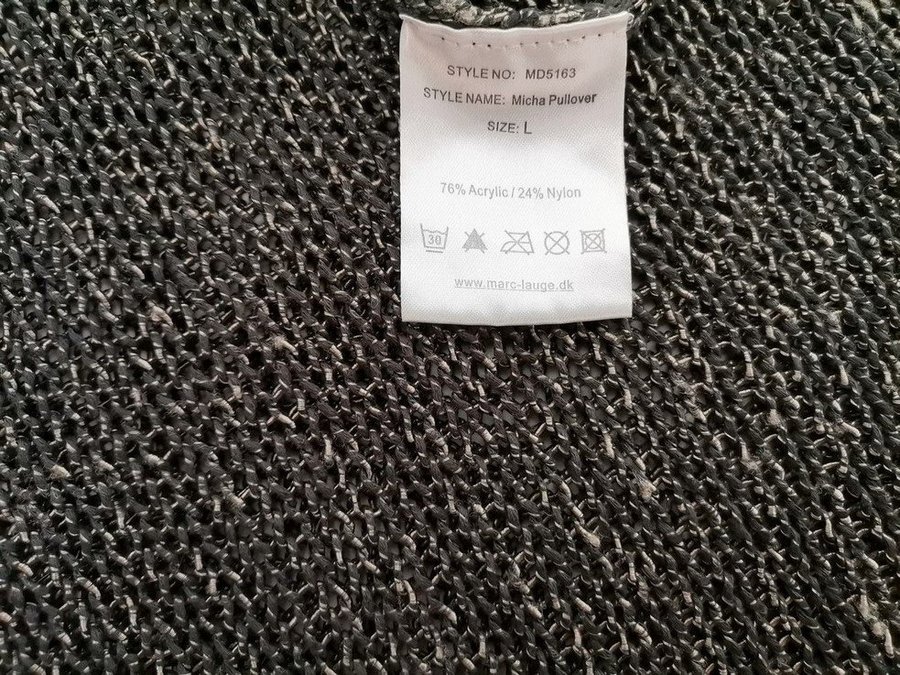 STYLE NO: MD5163
STYLE NAME: Micha Pullover
SIZE: L
76% Acrylic / 24% Nylon
30
www.marc-lauge.dk